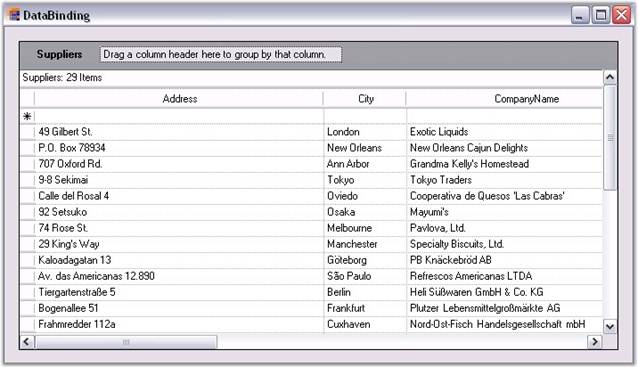 DataBinding
Suppliers Drag a column header here to group by that column.
Suppliers: 29 Items
Address City CompanyName
49 Gilbert St. London Exotic Liquids
P.O. Box 78934 New Orleans New Orleans Cajun Delights
707 Oxford Rd. Ann Arbor Grandma Kelly's Homestead
9-8 Sekimai Tokyo Tokyo Traders
Calle del Rosal 4 Oviedo Cooperativa de Quesos 'Las Cabras'
92 Setsuko Osaka Mayumi's
74 Rose St. Melbourne Pavlova, Ltd.
29 King's Way Manchester Specialty Biscuits, Ltd.
Kaloadagatan 13 Göteborg PB Knäckebröd AB
Av. das Americanas 12.890 São Paulo Refrescos Americanas LTDA
Tiergartenstraße 5 Berlin Heli Süßwaren GmbH & Co. KG
Bogenallee 51 Frankfurt Plutzer Lebensmittelgroßmärkte AG
Frahmredder 112a Cuxhaven Nord-Ost-Fisch Handelsgesellschaft mbH